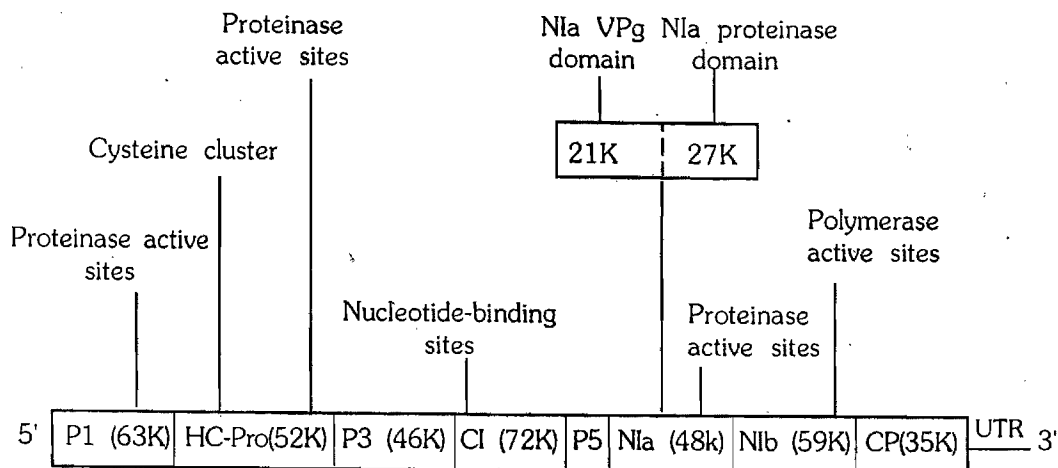 Proteinase
active sites
NIa VPg NIa proteinase
domain domain
21K 27K
Cysteine cluster
Proteinase active
sites
Polymerase
active sites
Nucleotide-binding
sites
Proteinase
active sites
5' P1 (63K) HC-Pro(52K) P3 (46K) CI (72K) P5 NIa (48k) NIb (59K) CP(35K) UTR 3'